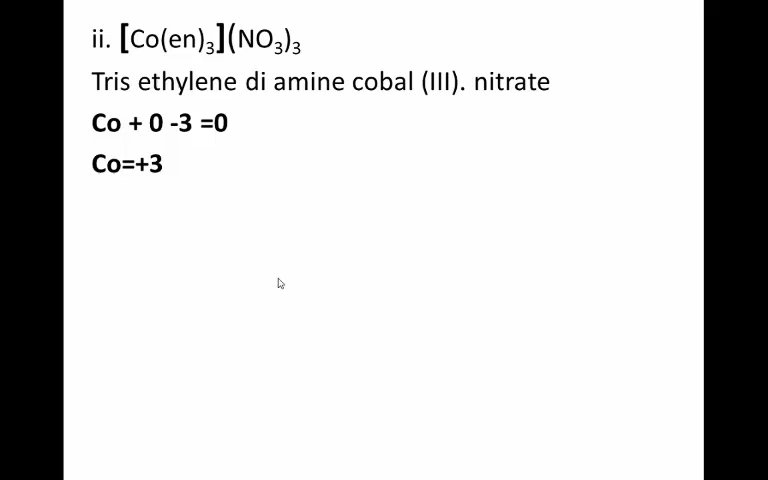 ii. [Co(en)₃](NO₃)₃
Tris ethylene di amine cobal (III). nitrate
Co + 0 -3 =0
Co=+3